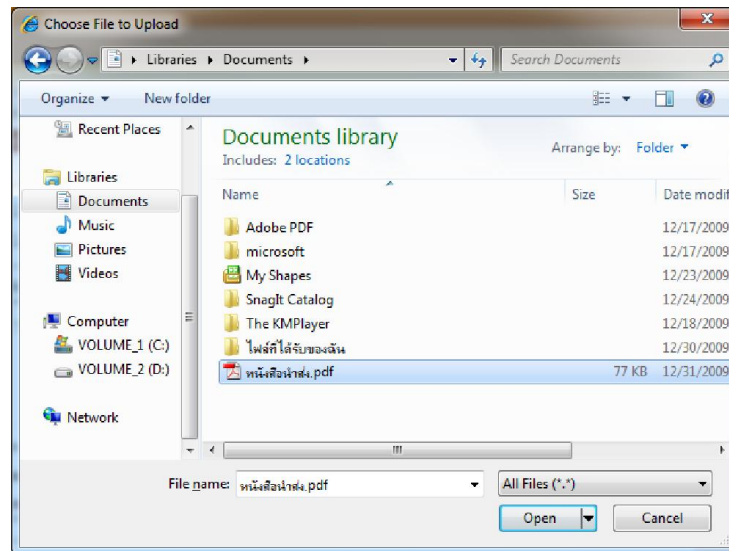 Choose File to Upload
Libraries Documents Search Documents
Organize New folder
Recent Places
Libraries
Documents
Music
Pictures
Videos
Computer
VOLUME_1 (C:)
VOLUME_2 (D:)
Network
Documents library
Includes: 2 locations
Arrange by: Folder
Name Size Date modif
Adobe PDF 12/17/2009
microsoft 12/17/2009
My Shapes 12/23/2009
SnagIt Catalog 12/24/2009
The KMPlayer 12/18/2009
ไฟล์ที่ได้รับของฉัน 12/30/2009
หนังสือนำส่ง.pdf 77 KB 12/31/2009
File name: หนังสือนำส่ง.pdf All Files (*.*)
Open Cancel